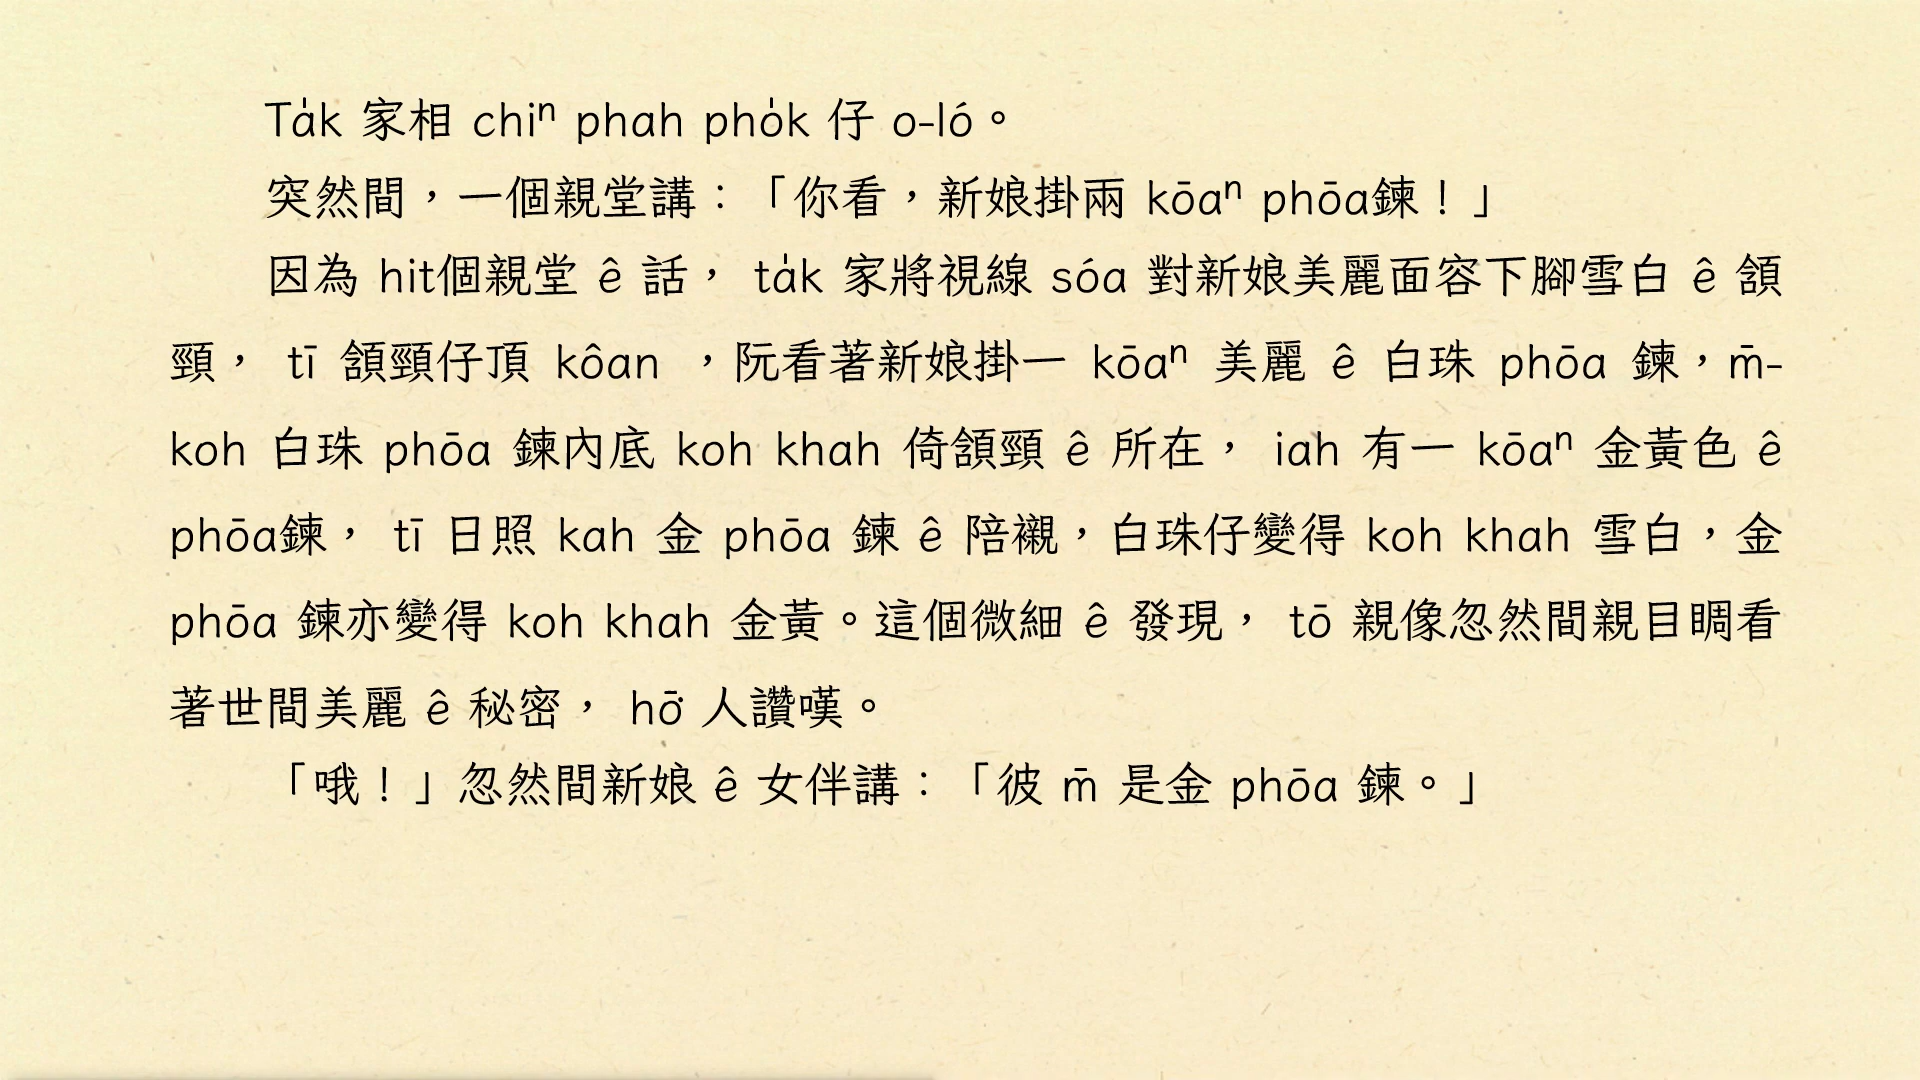 Ta̍k 家相 chiⁿ phah pho̍k 仔 o-ló。
突然間，一個親堂講：「你看，新娘掛兩 kōaⁿ phōa鍊！」
因為 hit個親堂 ê 話， ta̍k 家將視線 sóa 對新娘美麗面容下腳雪白 ê 頷
頸， tī 頷頸仔頂 kôan ，阮看著新娘掛一 kōaⁿ 美麗 ê 白珠 phōa 鍊，m̄-
koh 白珠 phōa 鍊內底 koh khah 倚頷頸 ê 所在， iah 有一 kōaⁿ 金黃色 ê
phōa鍊， tī 日照 kah 金 phōa 鍊 ê 陪襯，白珠仔變得 koh khah 雪白，金
phōa 鍊亦變得 koh khah 金黃。這個微細 ê 發現， tō 親像忽然間親目睭看
著世間美麗 ê 秘密， hō͘ 人讚嘆。
「哦！」忽然間新娘 ê 女伴講：「彼 m̄ 是金 phōa 鍊。」